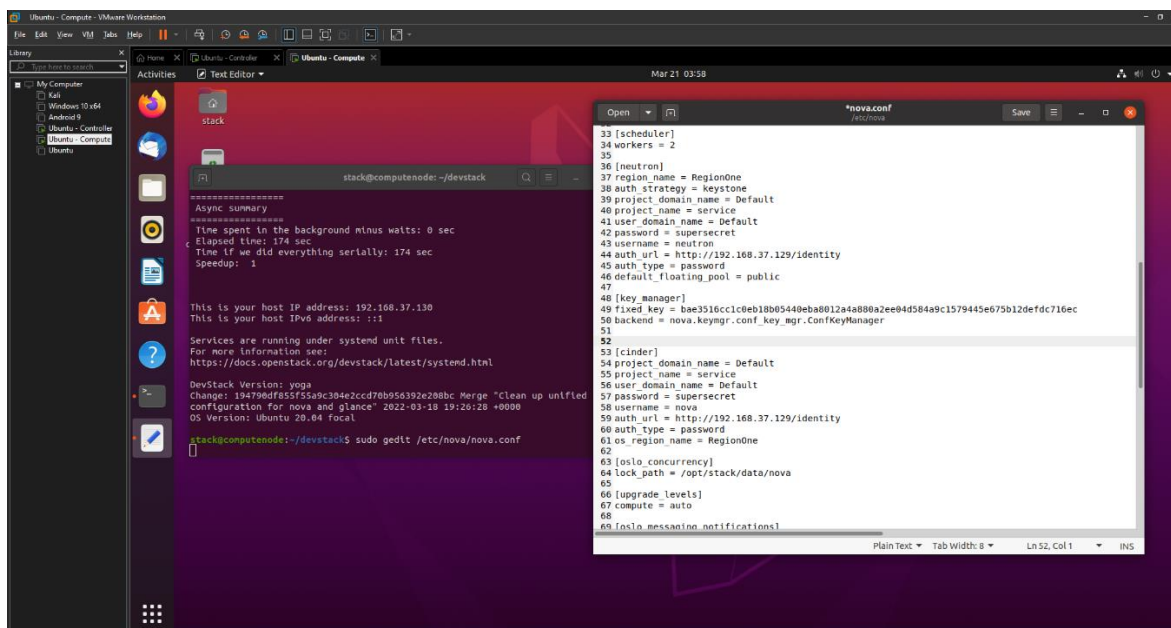 Ubuntu - Compute - VMware Workstation
File Edit View VM Tabs Help
Library
Type here to search
My Computer
Kali
Windows 10 x64
Android 9
Ubuntu - Controller
Ubuntu - Compute
Ubuntu
Home
Ubuntu - Controller
Ubuntu - Compute
Activities
Text Editor
Mar 21 03:58
stack
stack@computenode: ~/devstack
=================
Async summary
=================
Time spent in the background minus waits: 0 sec
Elapsed time: 174 sec
Time if we did everything serially: 174 sec
Speedup: 1
This is your host IP address: 192.168.37.130
This is your host IPv6 address: ::1
Services are running under systemd unit files.
For more information see:
https://docs.openstack.org/devstack/latest/systemd.html
DevStack Version: yoga
Change: 194790df855f55a9c304e2ccd70b956392e208bc Merge "Clean up unified
configuration for nova and glance" 2022-03-18 19:26:28 +0000
OS Version: Ubuntu 20.04 focal
stack@computenode:~/devstack$ sudo gedit /etc/nova/nova.conf
Open
*nova.conf
/etc/nova
Save
33 [scheduler]
34 workers = 2
35
36 [neutron]
37 region_name = RegionOne
38 auth_strategy = keystone
39 project_domain_name = Default
40 project_name = service
41 user_domain_name = Default
42 password = supersecret
43 username = neutron
44 auth_url = http://192.168.37.129/identity
45 auth_type = password
46 default_floating_pool = public
47
48 [key_manager]
49 fixed_key = bae3516cc1c0eb18b05440eba8012a4a880a2ee04d584a9c1579445e675b12defdc716ec
50 backend = nova.keymgr.conf_key_mgr.ConfKeyManager
51
52
53 [cinder]
54 project_domain_name = Default
55 project_name = service
56 user_domain_name = Default
57 password = supersecret
58 username = nova
59 auth_url = http://192.168.37.129/identity
60 auth_type = password
61 os_region_name = RegionOne
62
63 [oslo_concurrency]
64 lock_path = /opt/stack/data/nova
65
66 [upgrade_levels]
67 compute = auto
68
69 [oslo_messaging_notifications]
Plain Text
Tab Width: 8
Ln 52, Col 1
INS